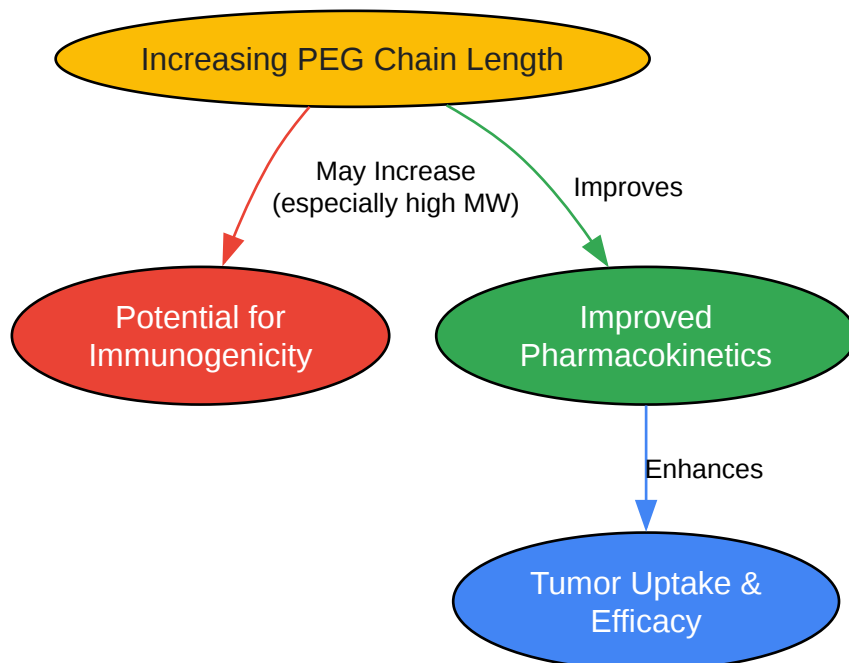 Increasing PEG Chain Length
May Increase
(especially high MW)
Improves
Potential for
Immunogenicity
Improved
Pharmacokinetics
Enhances
Tumor Uptake &
Efficacy